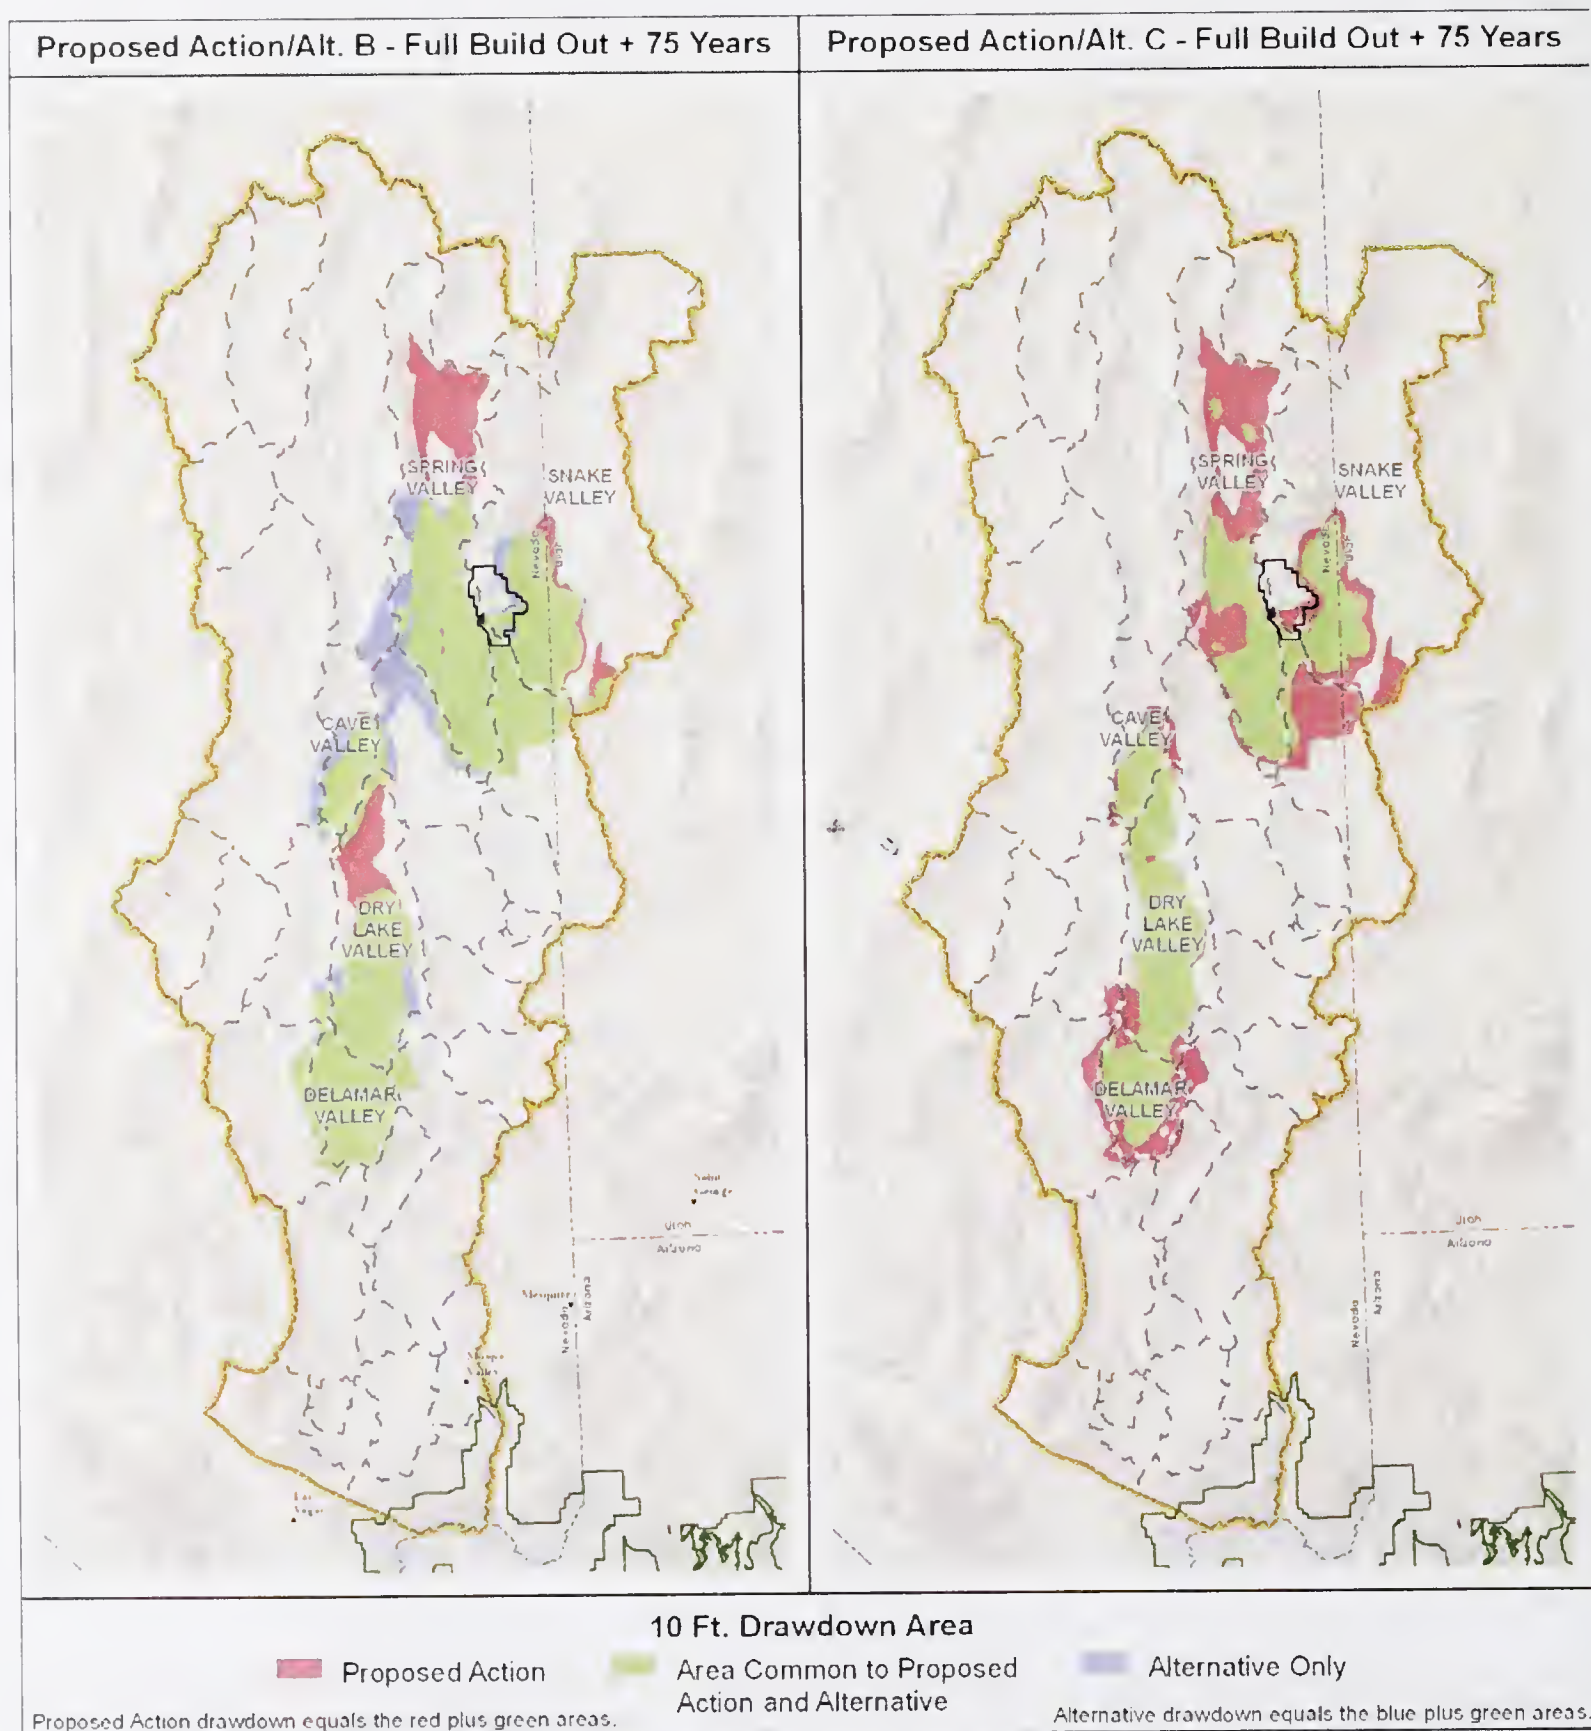 Proposed Action/Alt. B - Full Build Out + 75 Years
Proposed Action/Alt. C - Full Build Out + 75 Years
SPRING
VALLEY
SNAKE
VALLEY
Nevada
Utah
CAVE
VALLEY
DRY
LAKE
VALLEY
DELAMAR
VALLEY
Utah
Arizona
Mesquite
Nevada
Arizona
SPRING
VALLEY
SNAKE
VALLEY
Nevada
Utah
CAVE
VALLEY
DRY
LAKE
VALLEY
DELAMAR
VALLEY
Utah
Arizona
Nevada
Arizona
10 Ft. Drawdown Area
Proposed Action
Area Common to Proposed
Action and Alternative
Alternative Only
Proposed Action drawdown equals the red plus green areas.
Alternative drawdown equals the blue plus green areas.